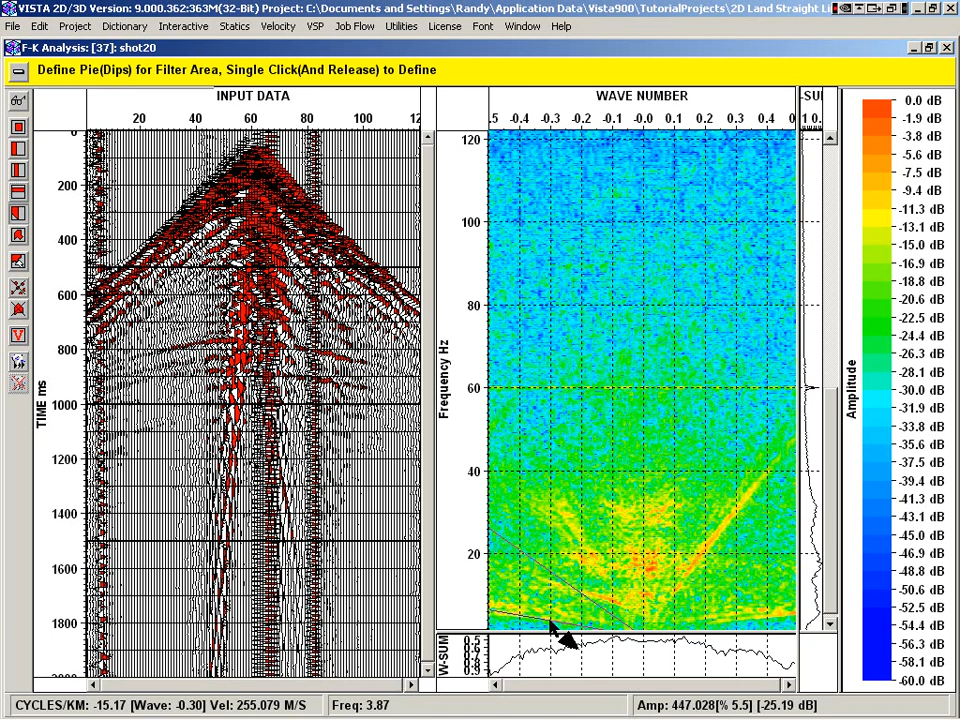 VISTA 2D/3D Version: 9.000.362:363M(32-Bit) Project: C:\Documents and Settings\Randy\Application Data\Vista900\TutorialProjects\2D Land Straight Li
File Edit Project Dictionary Interactive Statics Velocity VSP Job Flow Utilities License Font Window Help
F-K Analysis: [37]: shot20
Define Pie(Dips) for Filter Area, Single Click(And Release) to Define
INPUT DATA
20 40 60 80 100 12
0
200
400
600
800
1000
1200
1400
1600
1800
TIME ms
WAVE NUMBER
.5 -0.4 -0.3 -0.2 -0.1 -0.0 0.1 0.2 0.3 0.4 0
120
100
80
60
40
20
Frequency Hz
W-SUM
0.5
-SUI
1 0.
Amplitude
0.0 dB
-1.9 dB
-3.8 dB
-5.6 dB
-7.5 dB
-9.4 dB
-11.3 dB
-13.1 dB
-15.0 dB
-16.9 dB
-18.8 dB
-20.6 dB
-22.5 dB
-24.4 dB
-26.3 dB
-28.1 dB
-30.0 dB
-31.9 dB
-33.8 dB
-35.6 dB
-37.5 dB
-39.4 dB
-41.3 dB
-43.1 dB
-45.0 dB
-46.9 dB
-48.8 dB
-50.6 dB
-52.5 dB
-54.4 dB
-56.3 dB
-58.1 dB
-60.0 dB
CYCLES/KM: -15.17 [Wave: -0.30] Vel: 255.079 M/S
Freq: 3.87
Amp: 447.028[% 5.5] [-25.19 dB]